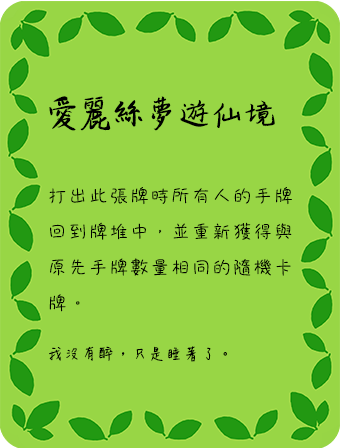 愛麗絲夢遊仙境
打出此張牌時所有人的手牌
回到牌堆中，並重新獲得與
原先手牌數量相同的隨機卡
牌。
我沒有醉，只是睡著了。